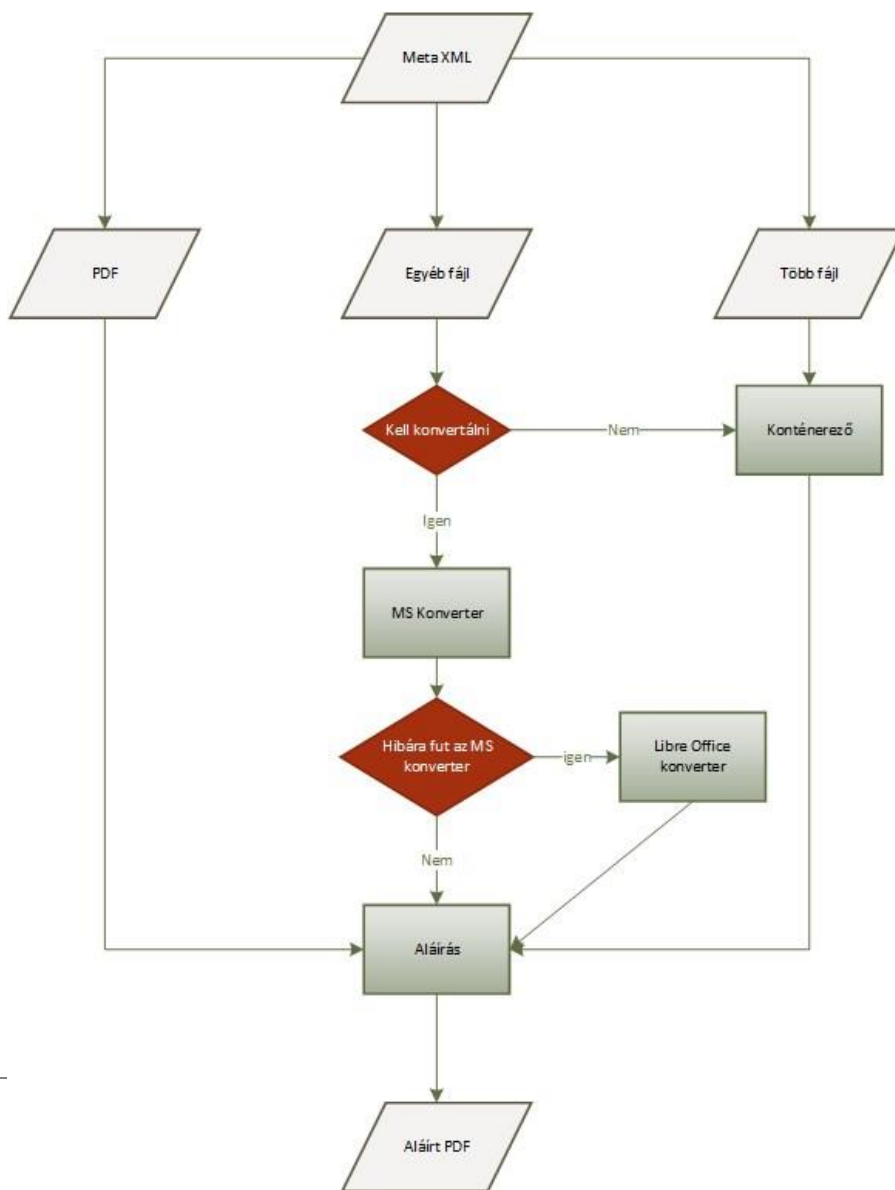 Meta XML
PDF
Egyéb fájl
Több fájl
Kell konvertálni
Nem
Konténerező
Igen
MS Konverter
Hibára fut az MS
konverter
igen
Libre Office
konverter
Nem
Aláírás
Aláírt PDF